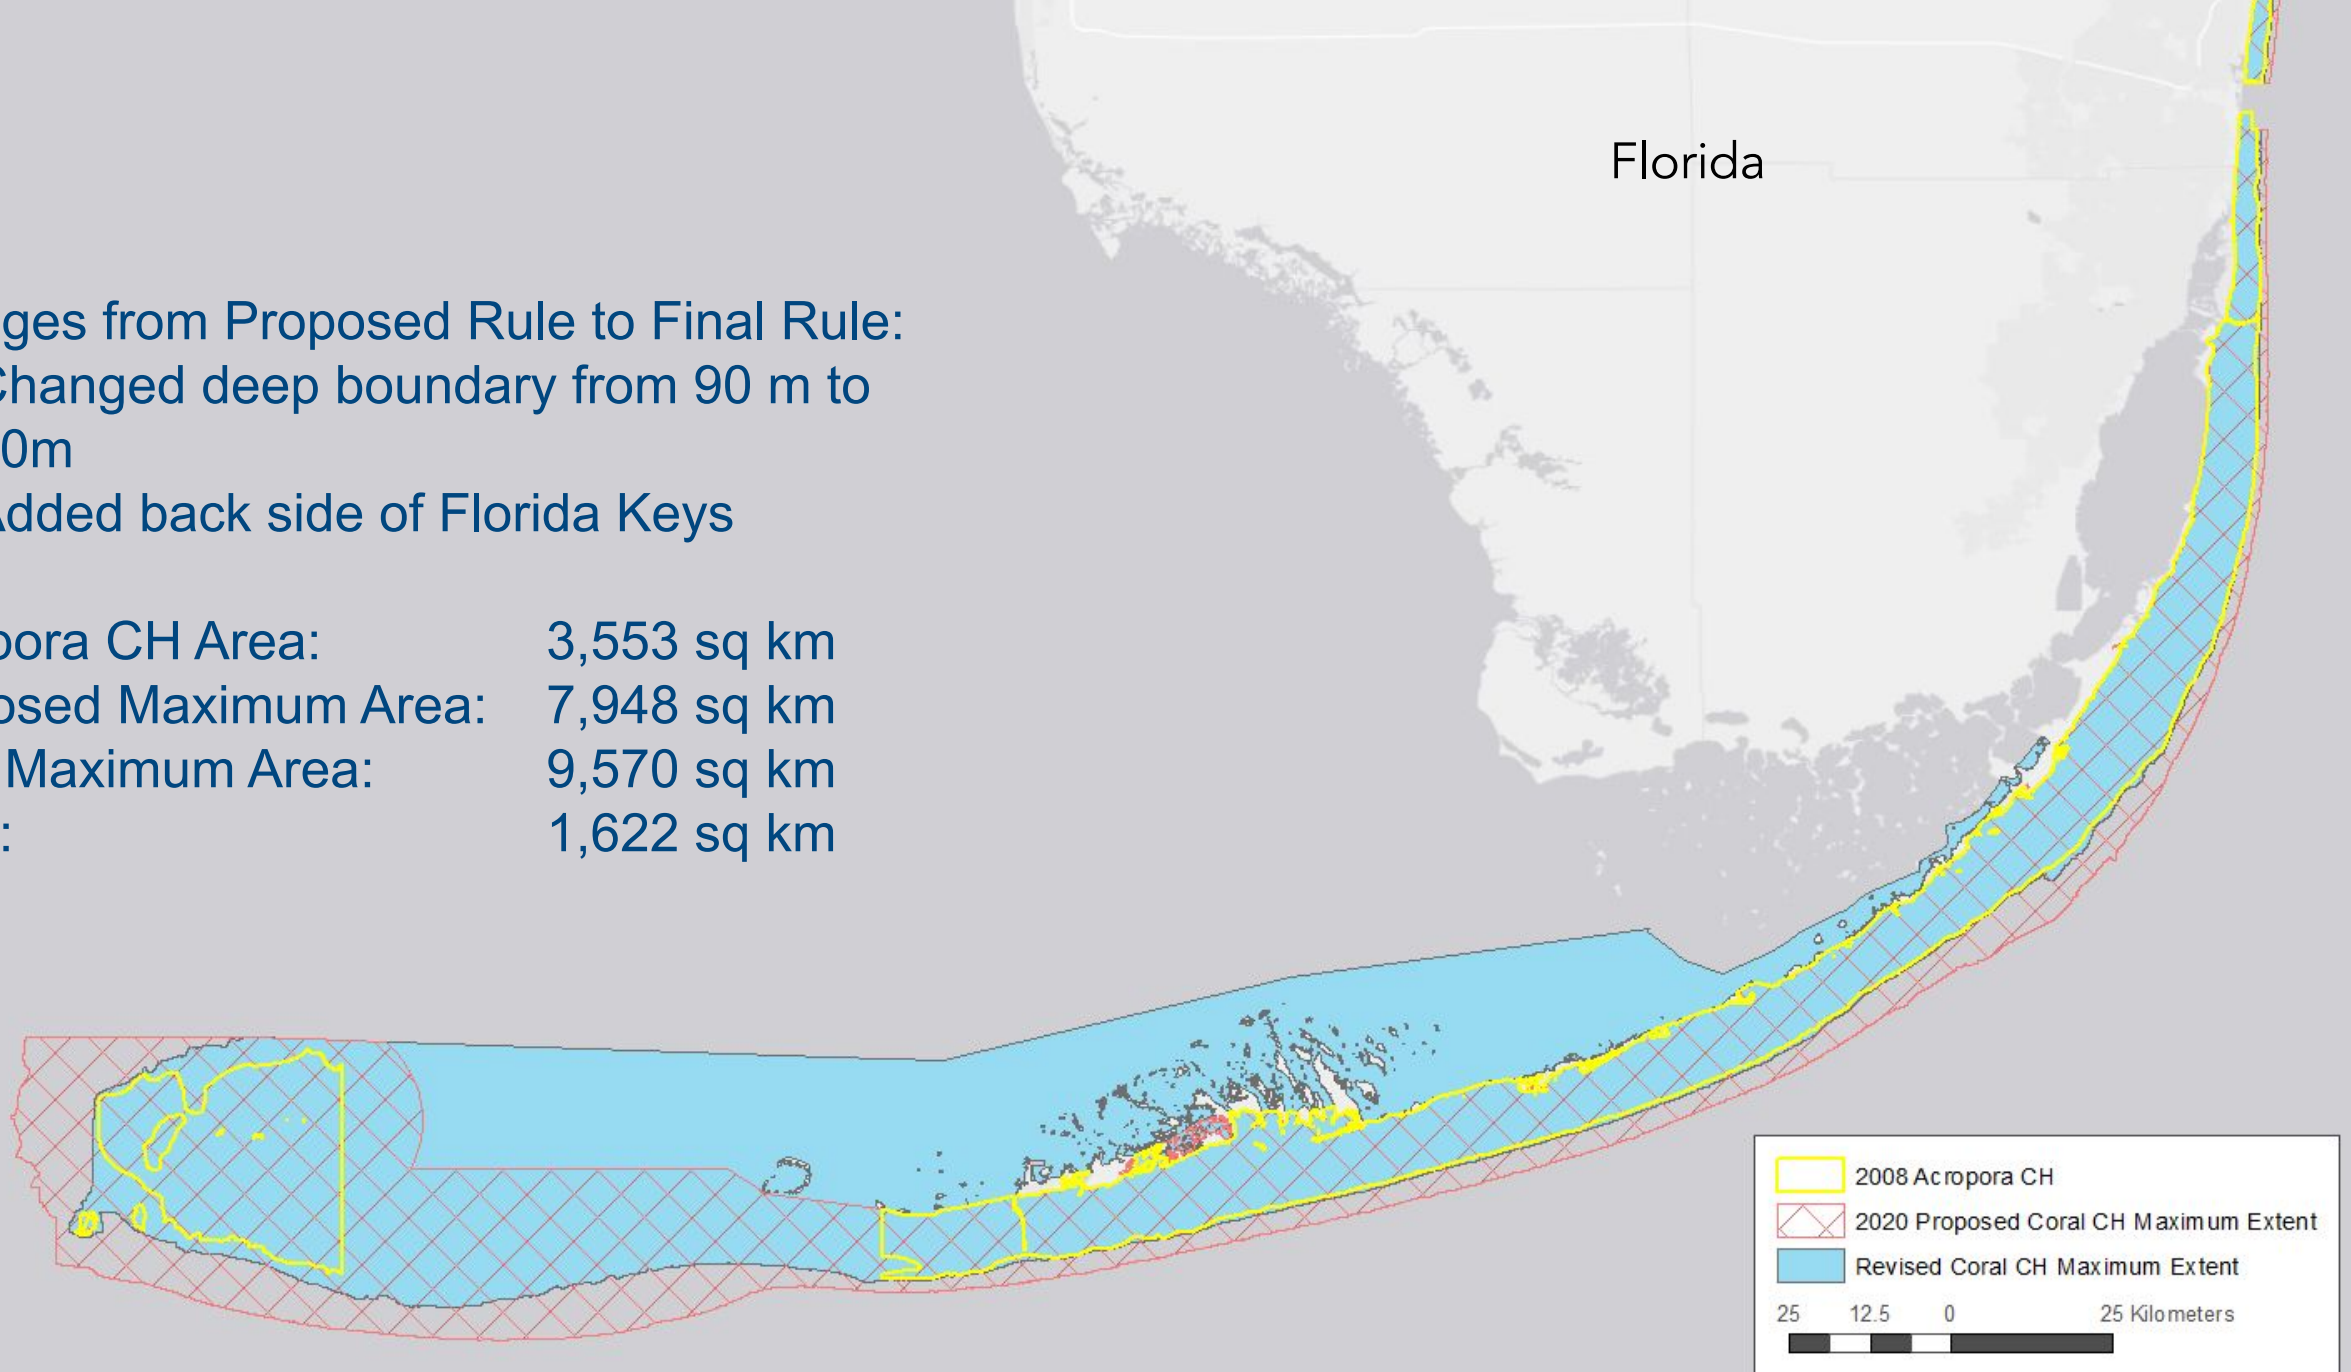 Florida
ges from Proposed Rule to Final Rule:
Changed deep boundary from 90 m to
0m
Added back side of Florida Keys
pora CH Area: 3,553 sq km
osed Maximum Area: 7,948 sq km
Maximum Area: 9,570 sq km
: 1,622 sq km
2008 Acropora CH
2020 Proposed Coral CH Maximum Extent
Revised Coral CH Maximum Extent
25 12.5 0 25 Kilometers